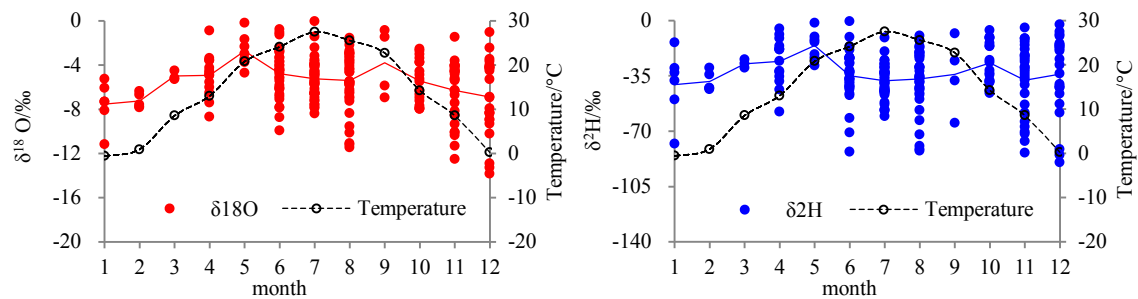 0
-4
-8
-12
-16
-20
δ¹⁸ O/‰
30
20
10
0
-10
-20
Temperature/°C
δ18O
Temperature
1 2 3 4 5 6 7 8 9 10 11 12
month
0
-35
-70
-105
-140
δ²H/‰
30
20
10
0
-10
-20
Temperature/°C
δ2H
Temperature
1 2 3 4 5 6 7 8 9 10 11 12
month